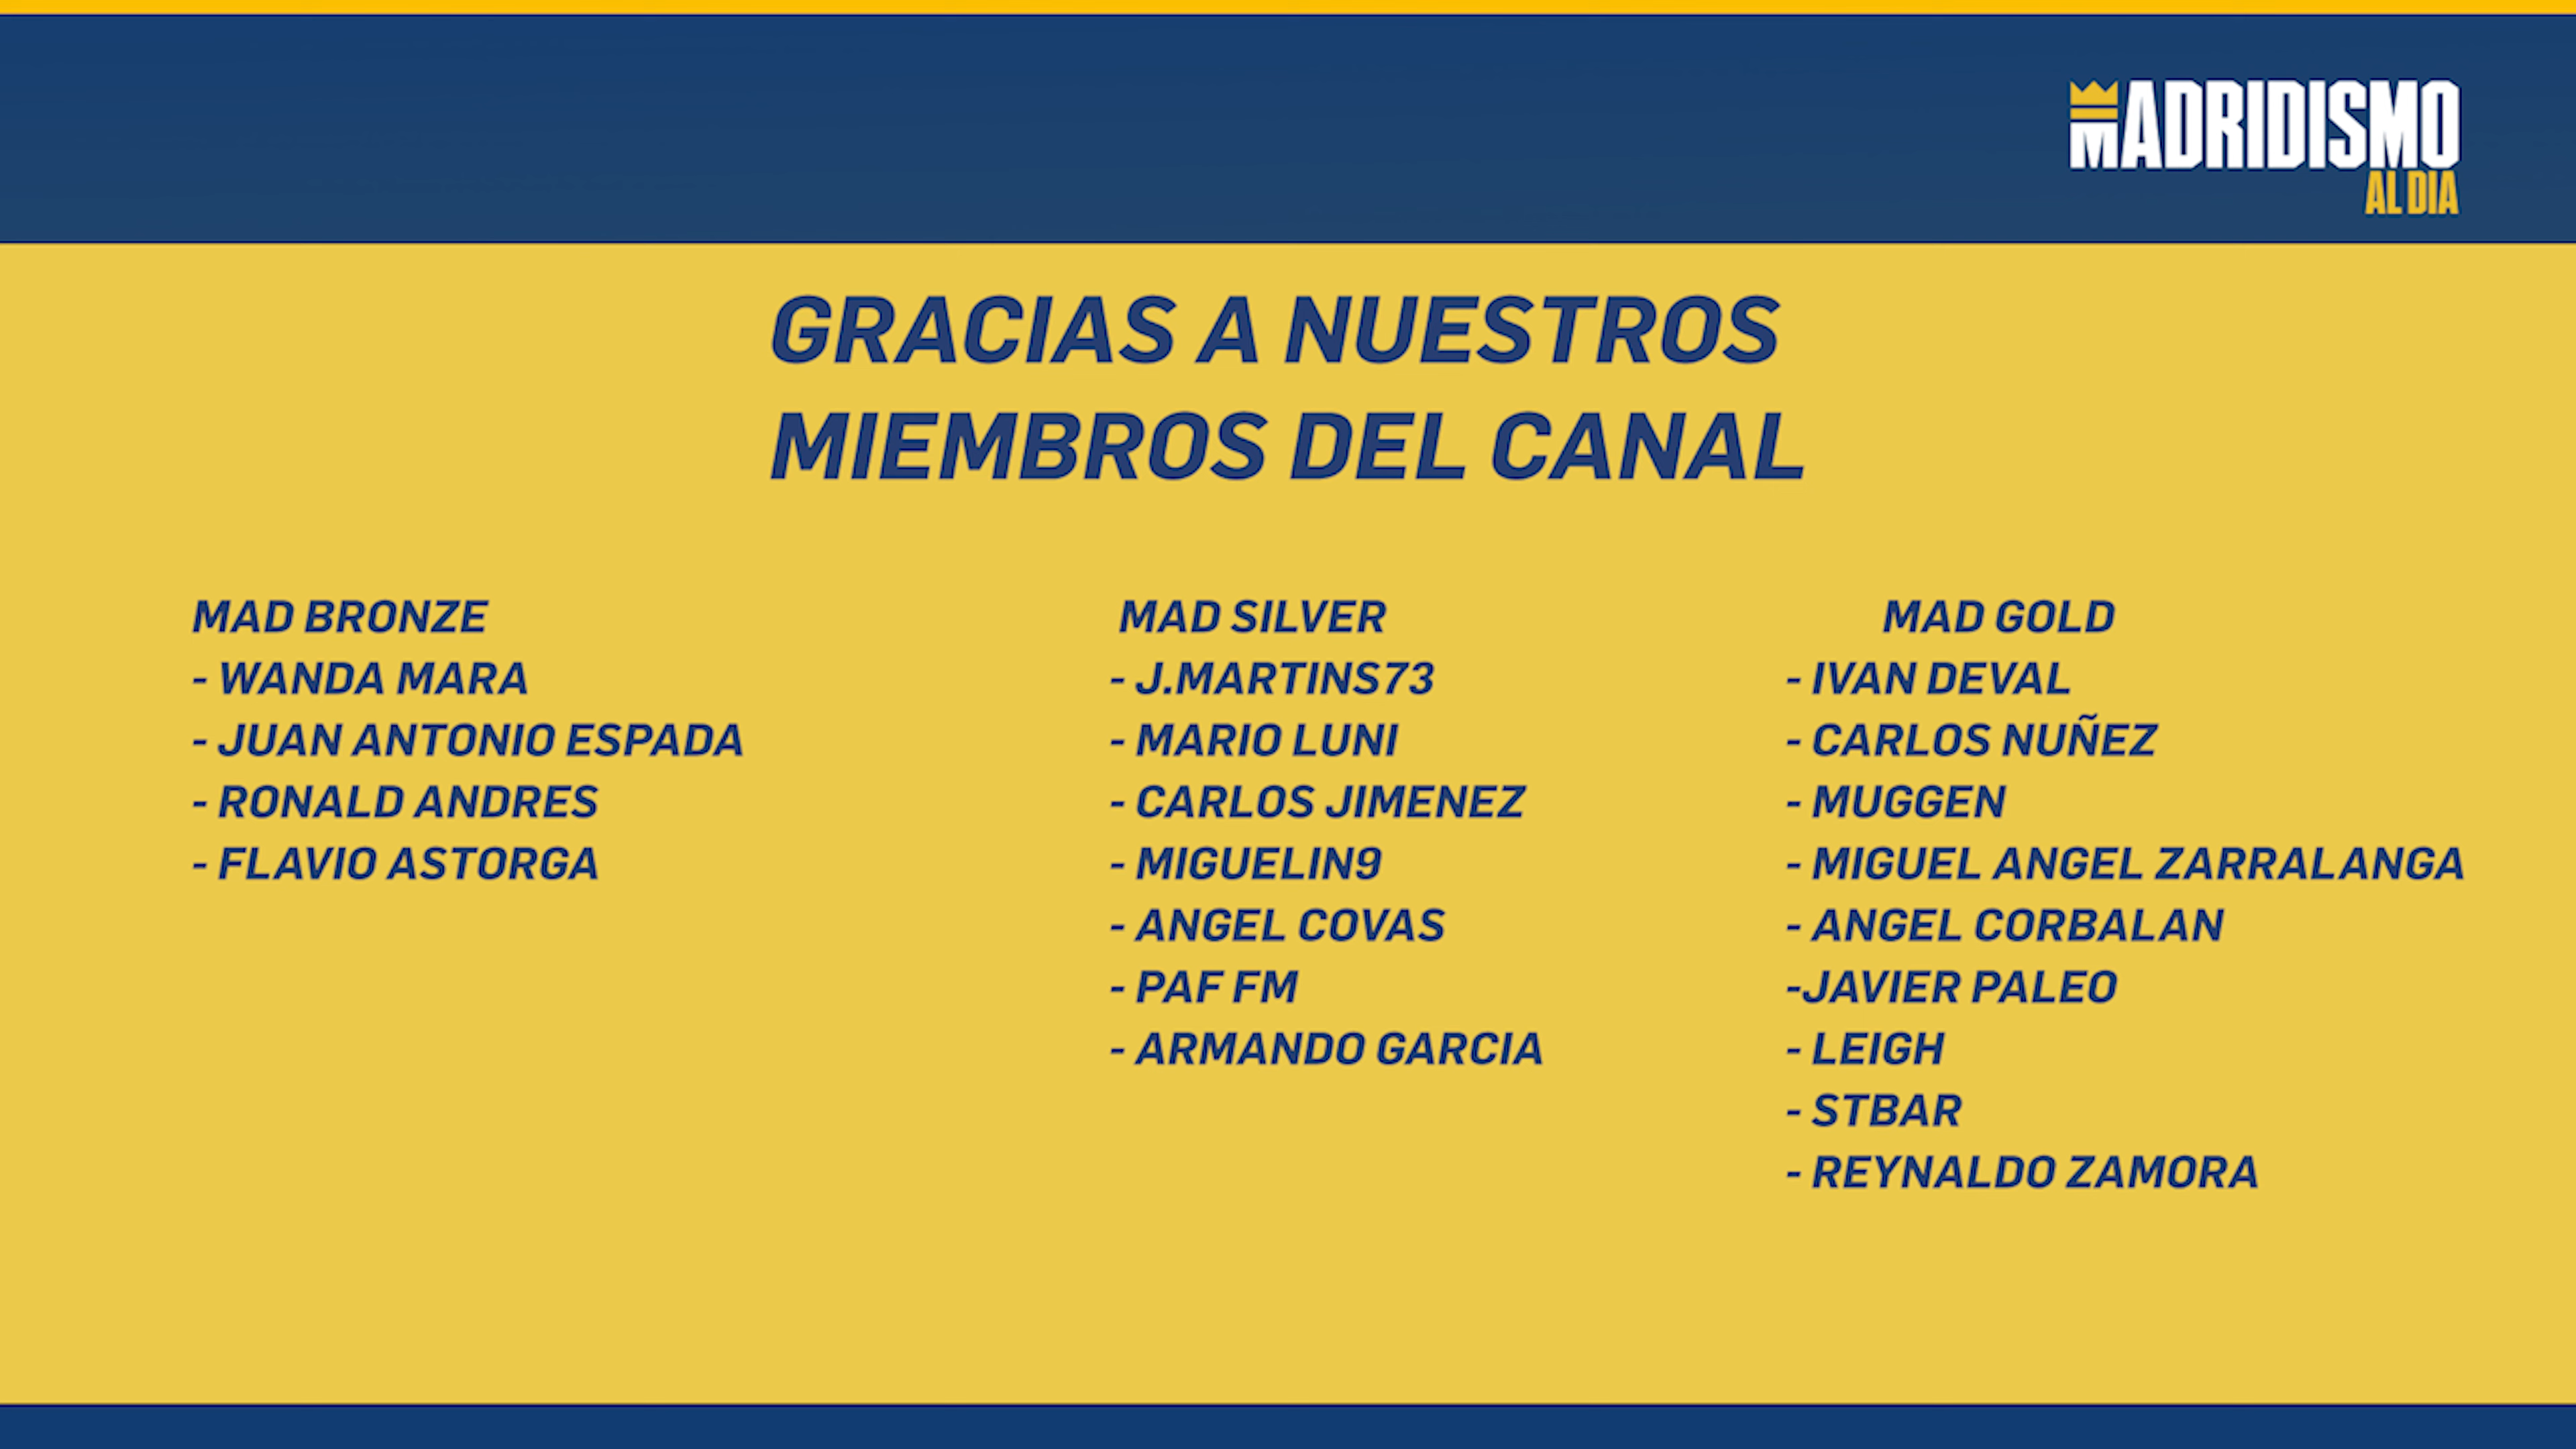 MADRIDISMO
AL DIA
GRACIAS A NUESTROS
MIEMBROS DEL CANAL
MAD BRONZE
- WANDA MARA
- JUAN ANTONIO ESPADA
- RONALD ANDRES
- FLAVIO ASTORGA
MAD SILVER
- J.MARTINS73
- MARIO LUNI
- CARLOS JIMENEZ
- MIGUELIN9
- ANGEL COVAS
- PAF FM
- ARMANDO GARCIA
MAD GOLD
- IVAN DEVAL
- CARLOS NUÑEZ
- MUGGEN
- MIGUEL ANGEL ZARRALANGA
- ANGEL CORBALAN
-JAVIER PALEO
- LEIGH
- STBAR
- REYNALDO ZAMORA